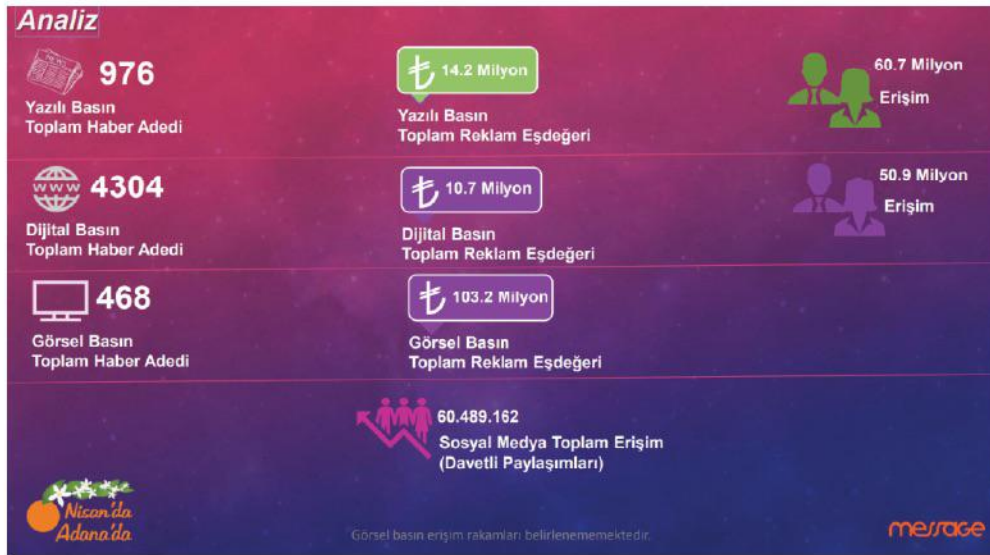 Analiz
976
Yazılı Basın
Toplam Haber Adedi
14.2 Milyon
Yazılı Basın
Toplam Reklam Eşdeğeri
60.7 Milyon
Erişim
www
4304
Dijital Basın
Toplam Haber Adedi
10.7 Milyon
Dijital Basın
Toplam Reklam Eşdeğeri
50.9 Milyon
Erişim
468
Görsel Basın
Toplam Haber Adedi
103.2 Milyon
Görsel Basın
Toplam Reklam Eşdeğeri
60.489.162
Sosyal Medya Toplam Erişim
(Davetli Paylaşımları)
Nisan'da
Adana'da
Görsel basın erişim rakamları belirlenememektedir.
message